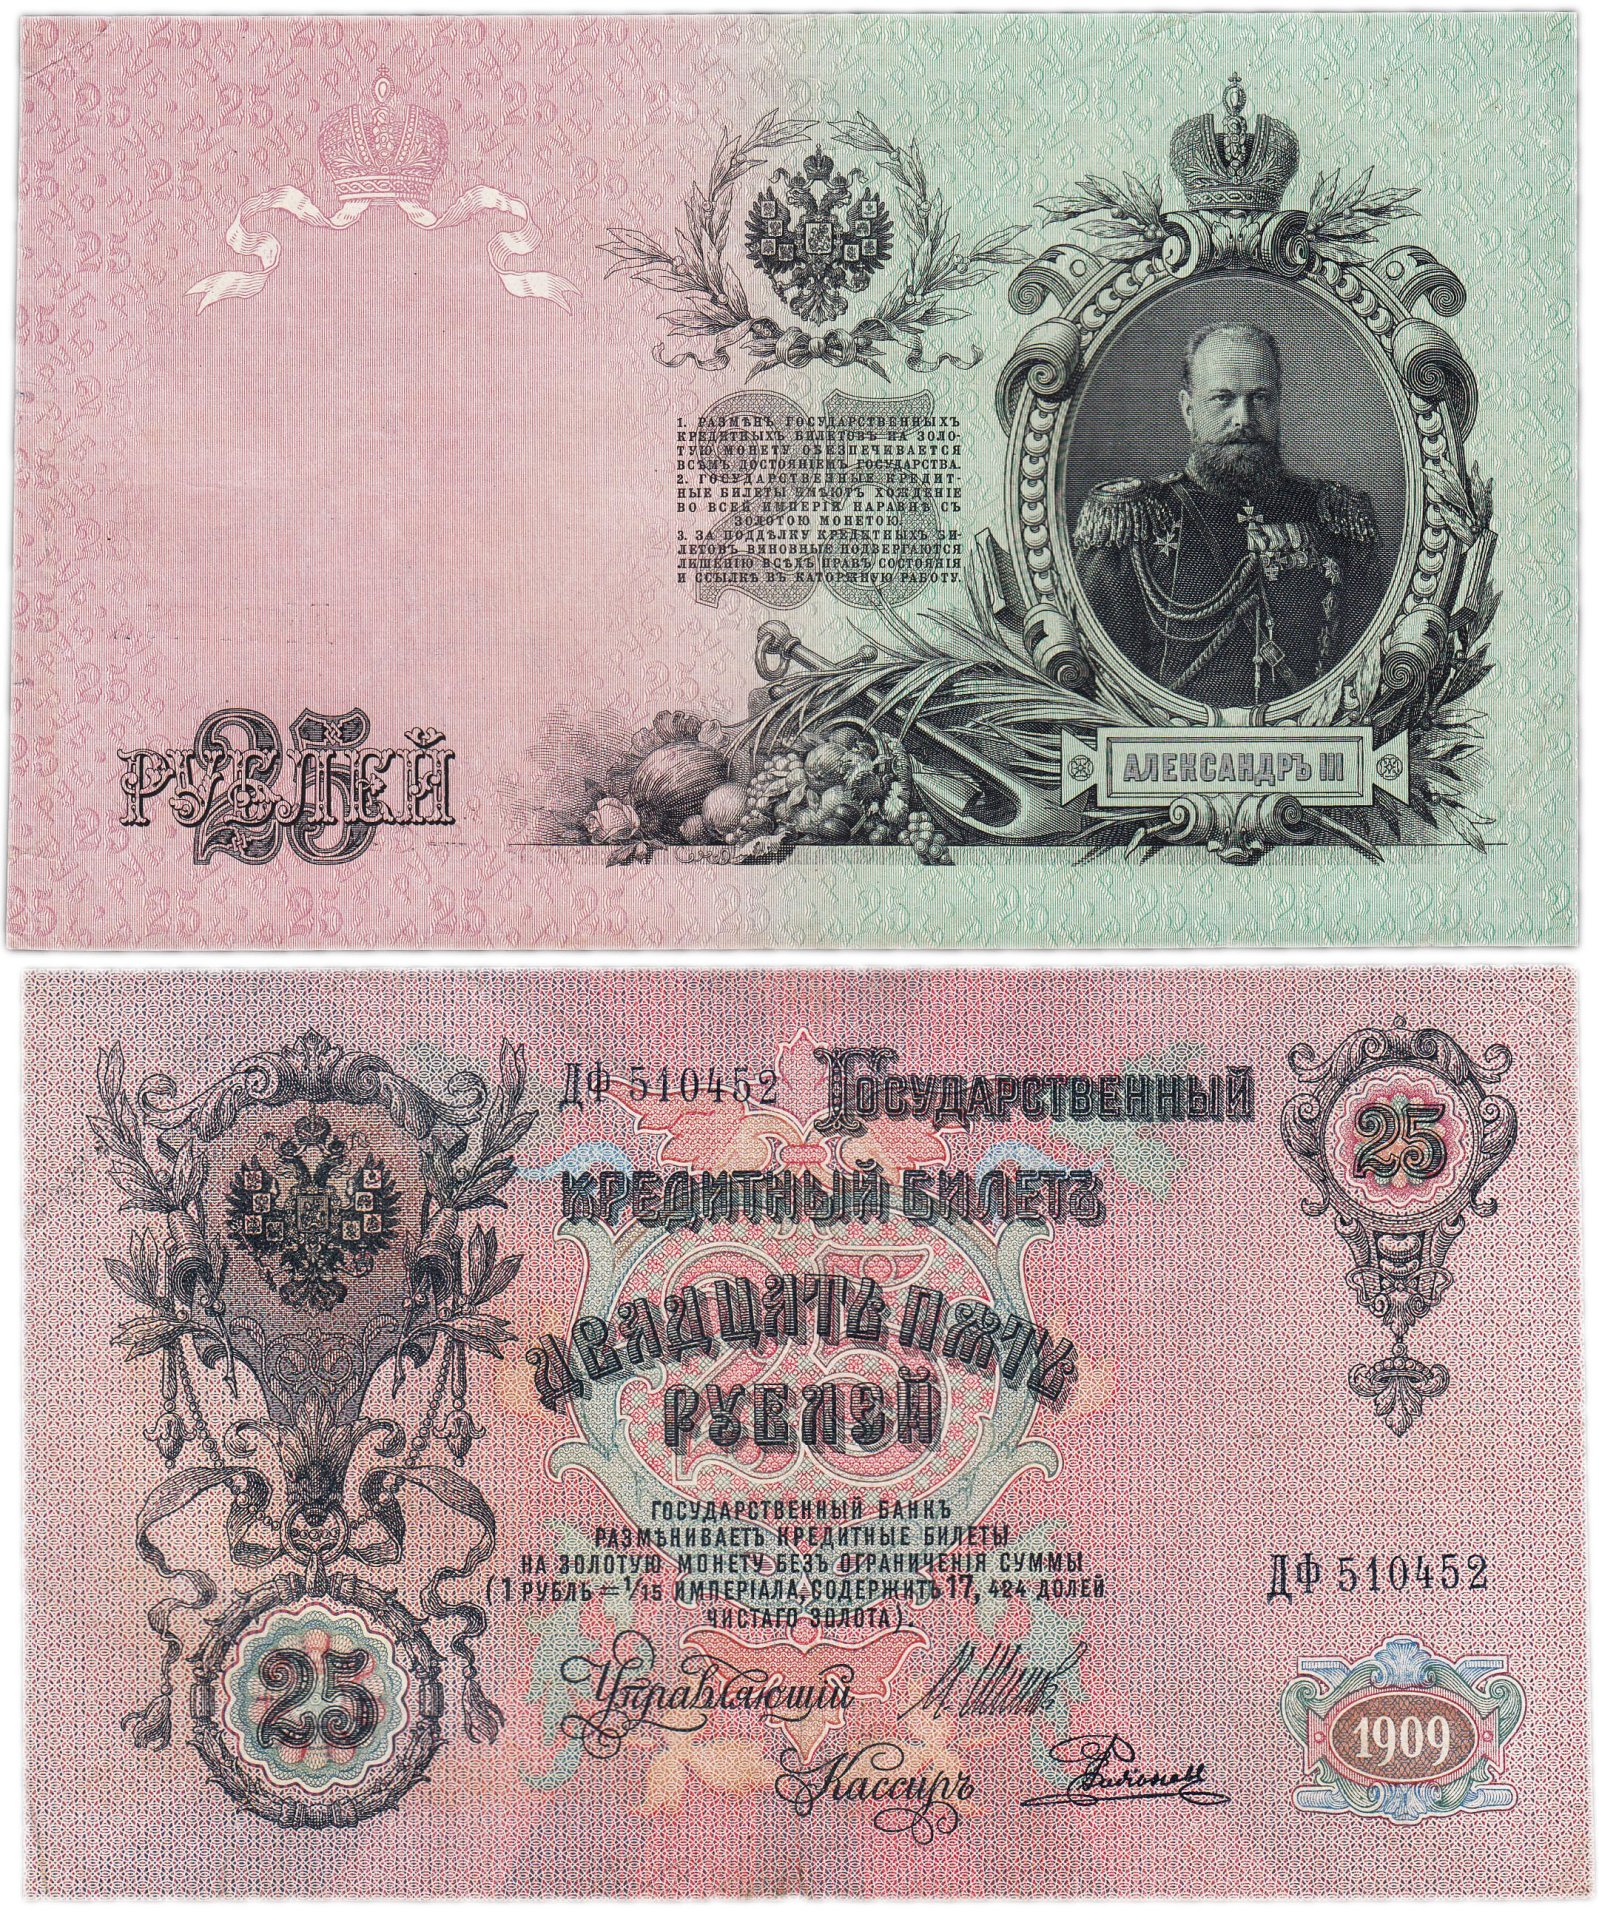 1. РАЗМѢНЪ ГОСУДАРСТВЕННЫХЪ
КРЕДИТНЫХЪ БИЛЕТОВЪ НА ЗОЛО-
ТУЮ МОНЕТУ ОБЕЗПЕЧИВАЕТСЯ
ВСѢМЪ ДОСТОЯНІЕМЪ ГОСУДАРСТВА.
2. ГОСУДАРСТВЕННЫЕ КРЕДИТ-
НЫЕ БИЛЕТЫ ИМѢЮТЪ ХОЖДЕНІЕ
ВО ВСЕЙ ИМПЕРІИ НАРАВНѢ СЪ
ЗОЛОТОЮ МОНЕТОЮ.
3. ЗА ПОДДѢЛКУ КРЕДИТНЫХЪ БИ-
ЛЕТОВЪ ВИНОВНЫЕ ПОДВЕРГАЮТСЯ
ЛИШЕНІЮ ВСѢХЪ ПРАВЪ СОСТОЯНІЯ
И ССЫЛКѢ ВЪ КАТОРЖНУЮ РАБОТУ.
25
25
РУБЛЕЙ
АЛЕКСАНДРЪ III
ДФ 510452
ГОСУДАРСТВЕННЫЙ
КРЕДИТНЫЙ БИЛЕТЪ
25
ДВАДЦАТЬ ПЯТЬ
РУБЛЕЙ
25
ГОСУДАРСТВЕННЫЙ БАНКЪ
РАЗМѢНИВАЕТЪ КРЕДИТНЫЕ БИЛЕТЫ
НА ЗОЛОТУЮ МОНЕТУ БЕЗЪ ОГРАНИЧЕНІЯ СУММЫ
(1 РУБЛЬ = 1/15 ИМПЕРІАЛА, СОДЕРЖИТЪ 17, 424 ДОЛЕЙ
ЧИСТАГО ЗОЛОТА).
ДФ 510452
25
Управляющій
Кассиръ
1909